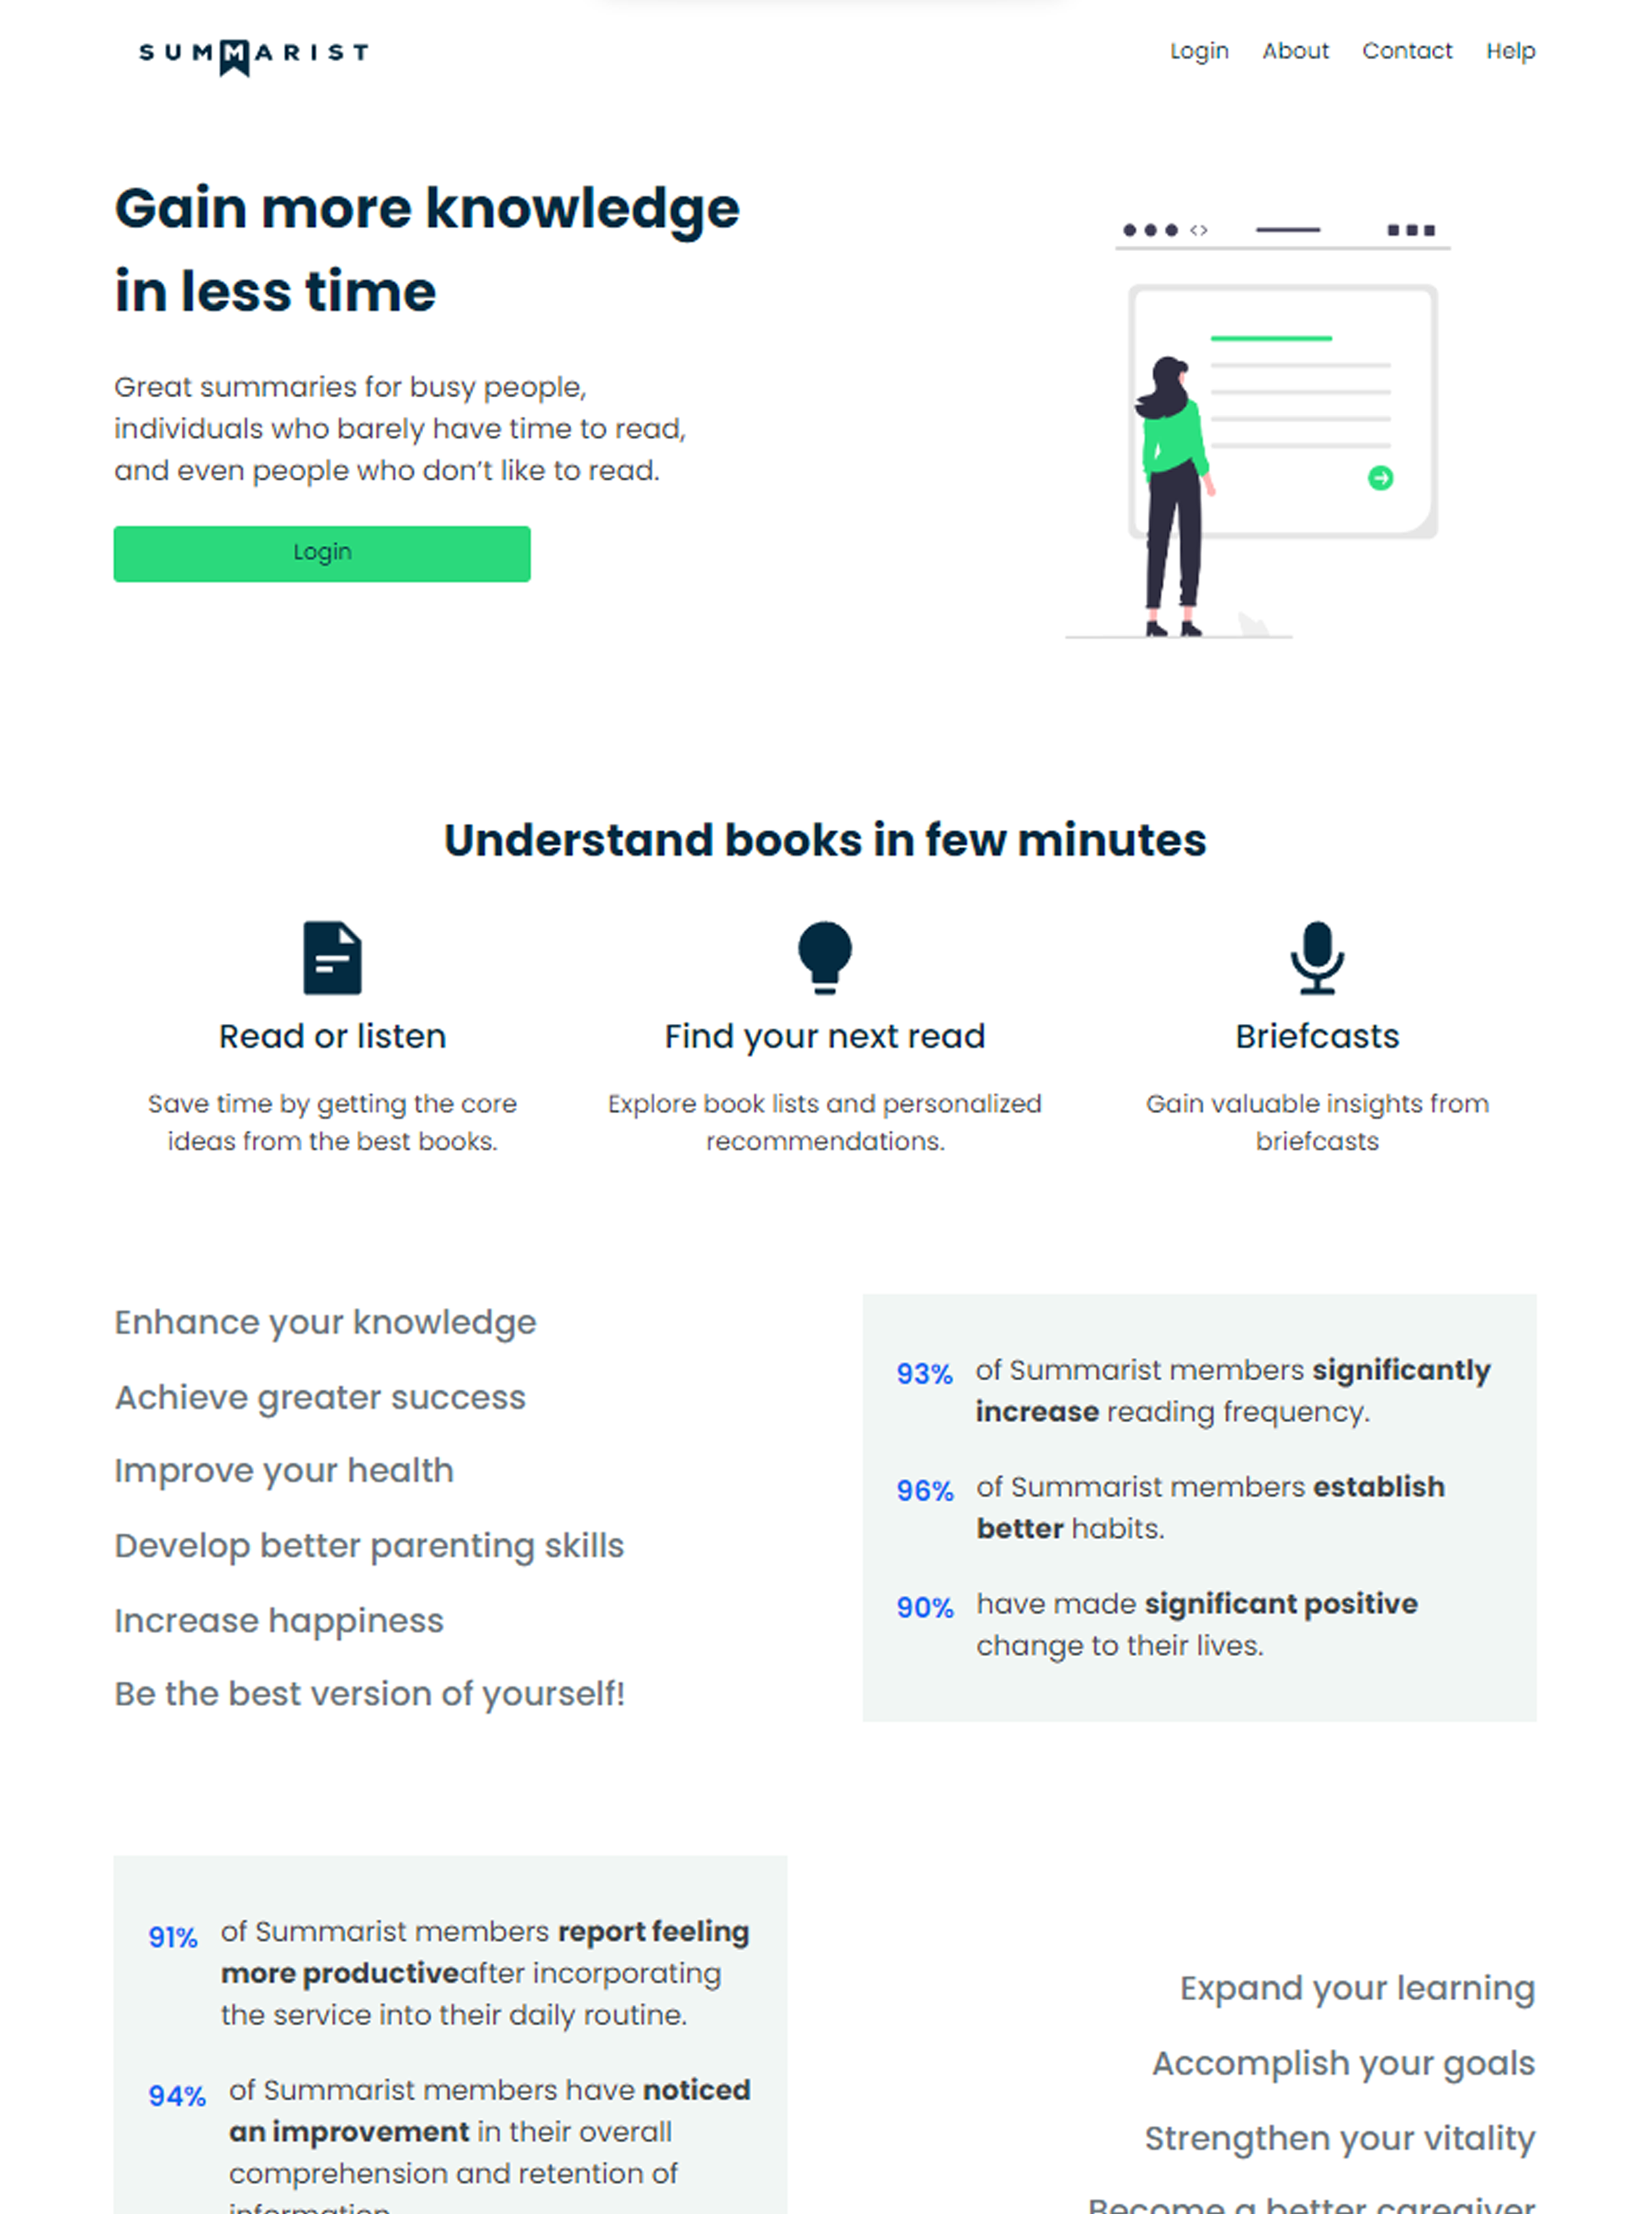 SUMMARIST
Login About Contact Help
Gain more knowledge
in less time
Great summaries for busy people,
individuals who barely have time to read,
and even people who don’t like to read.
Login
Understand books in few minutes
Read or listen
Save time by getting the core
ideas from the best books.
Find your next read
Explore book lists and personalized
recommendations.
Briefcasts
Gain valuable insights from
briefcasts
Enhance your knowledge
Achieve greater success
Improve your health
Develop better parenting skills
Increase happiness
Be the best version of yourself!
93% of Summarist members significantly
increase reading frequency.
96% of Summarist members establish
better habits.
90% have made significant positive
change to their lives.
91% of Summarist members report feeling
more productiveafter incorporating
the service into their daily routine.
94% of Summarist members have noticed
an improvement in their overall
comprehension and retention of
information.
Expand your learning
Accomplish your goals
Strengthen your vitality
Become a better caregiver